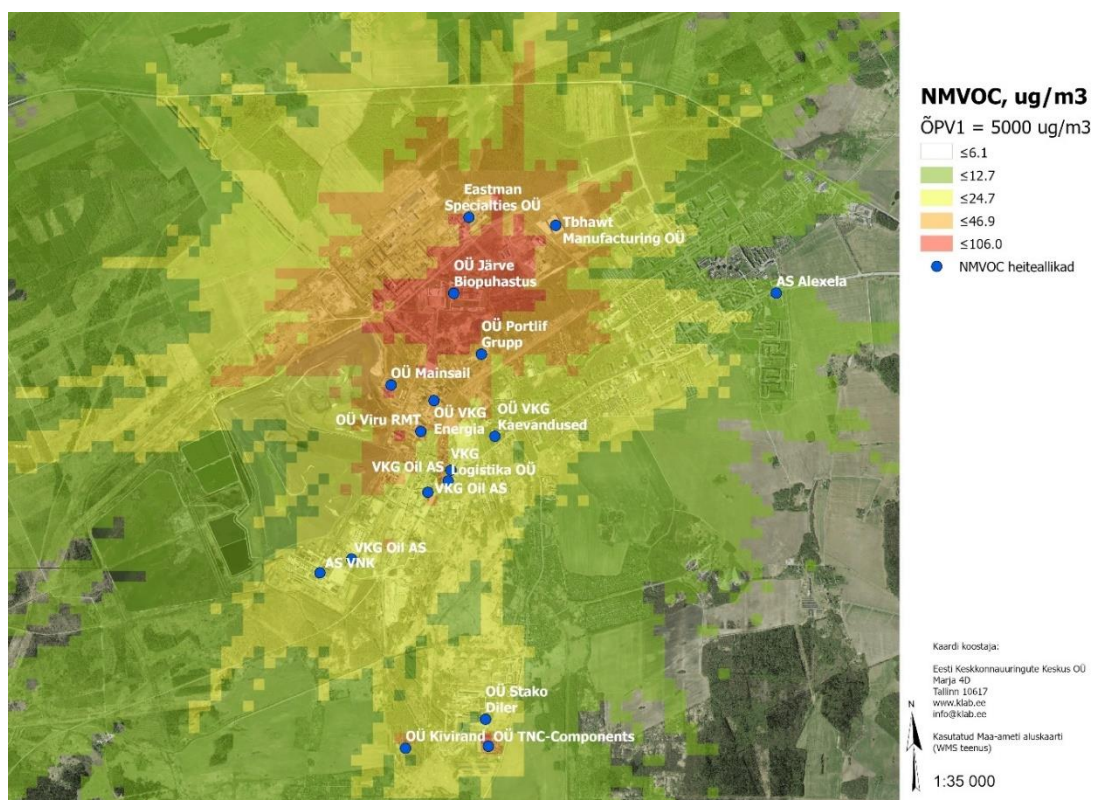 NMVOC, ug/m3
ÕPV1 = 5000 ug/m3
≤6.1
≤12.7
≤24.7
≤46.9
≤106.0
NMVOC heiteallikad
Eastman
Specialties OÜ
Tbhawt
Manufacturing OÜ
OÜ Järve
Biopuhastus
AS Alexela
OÜ Portlif
Grupp
OÜ Mainsail
OÜ VKG
Energia
OÜ VKG
Kaevandused
OÜ Viru RMT
VKG
Logistika OÜ
VKG Oil AS
VKG Oil AS
VKG Oil AS
AS VNK
OÜ Stako
Diler
OÜ Kivirand
OÜ TNC-Components
Kaardi koostaja:
Eesti Keskkonnauuringute Keskus OÜ
Marja 4D
Tallinn 10617
www.klab.ee
info@klab.ee
Kasutatud Maa-ameti aluskaarti
(WMS teenus)
N
1:35 000